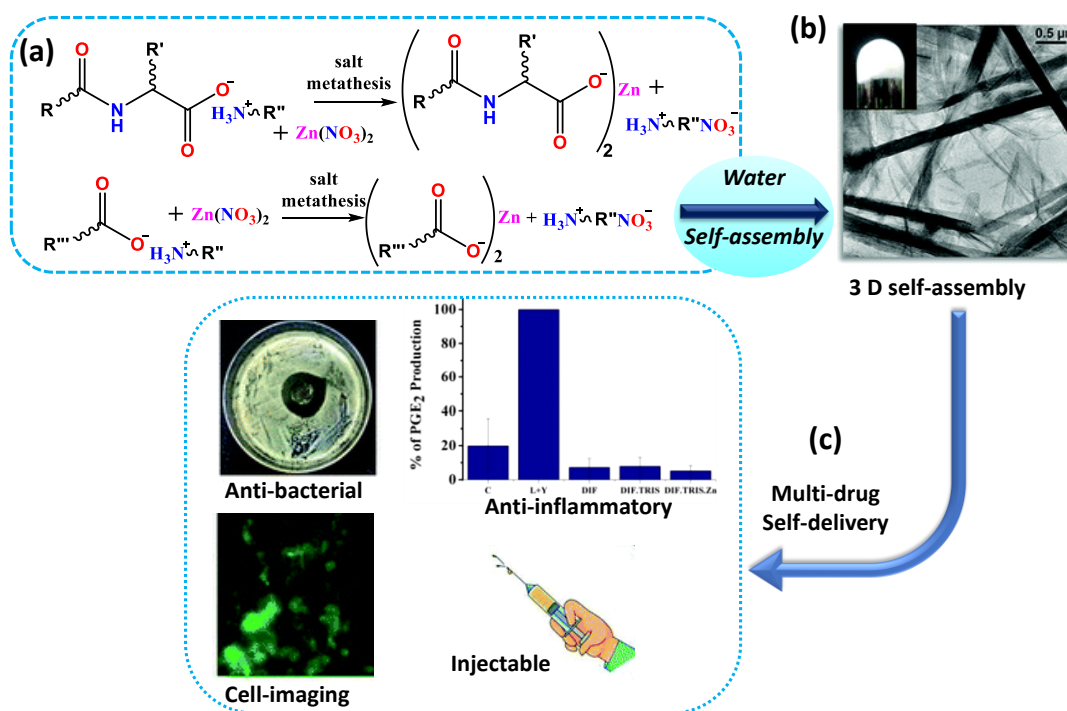 (a)
O
R'
R
N
H
O⁻
O
H₃N⁺~R"
+ Zn(NO₃)₂
salt
metathesis
O
R'
R
N
H
O⁻
O
2
Zn +
H₃N⁺~R"NO₃⁻
O
R'''
O⁻
H₃N⁺~R"
+ Zn(NO₃)₂
salt
metathesis
O
R'''
O⁻
2
Zn + H₃N⁺~R"NO₃⁻
Water
Self-assembly
(b)
0.5 µm
3 D self-assembly
(c)
Multi-drug
Self-delivery
Anti-bacterial
% of PGE₂ Production
100
80
60
40
20
0
C L+Y DIF DIF.TRIS DIF.TRIS.Zn
Anti-inflammatory
Cell-imaging
Injectable